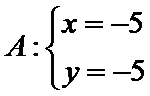 A: { x = –5
y = –5